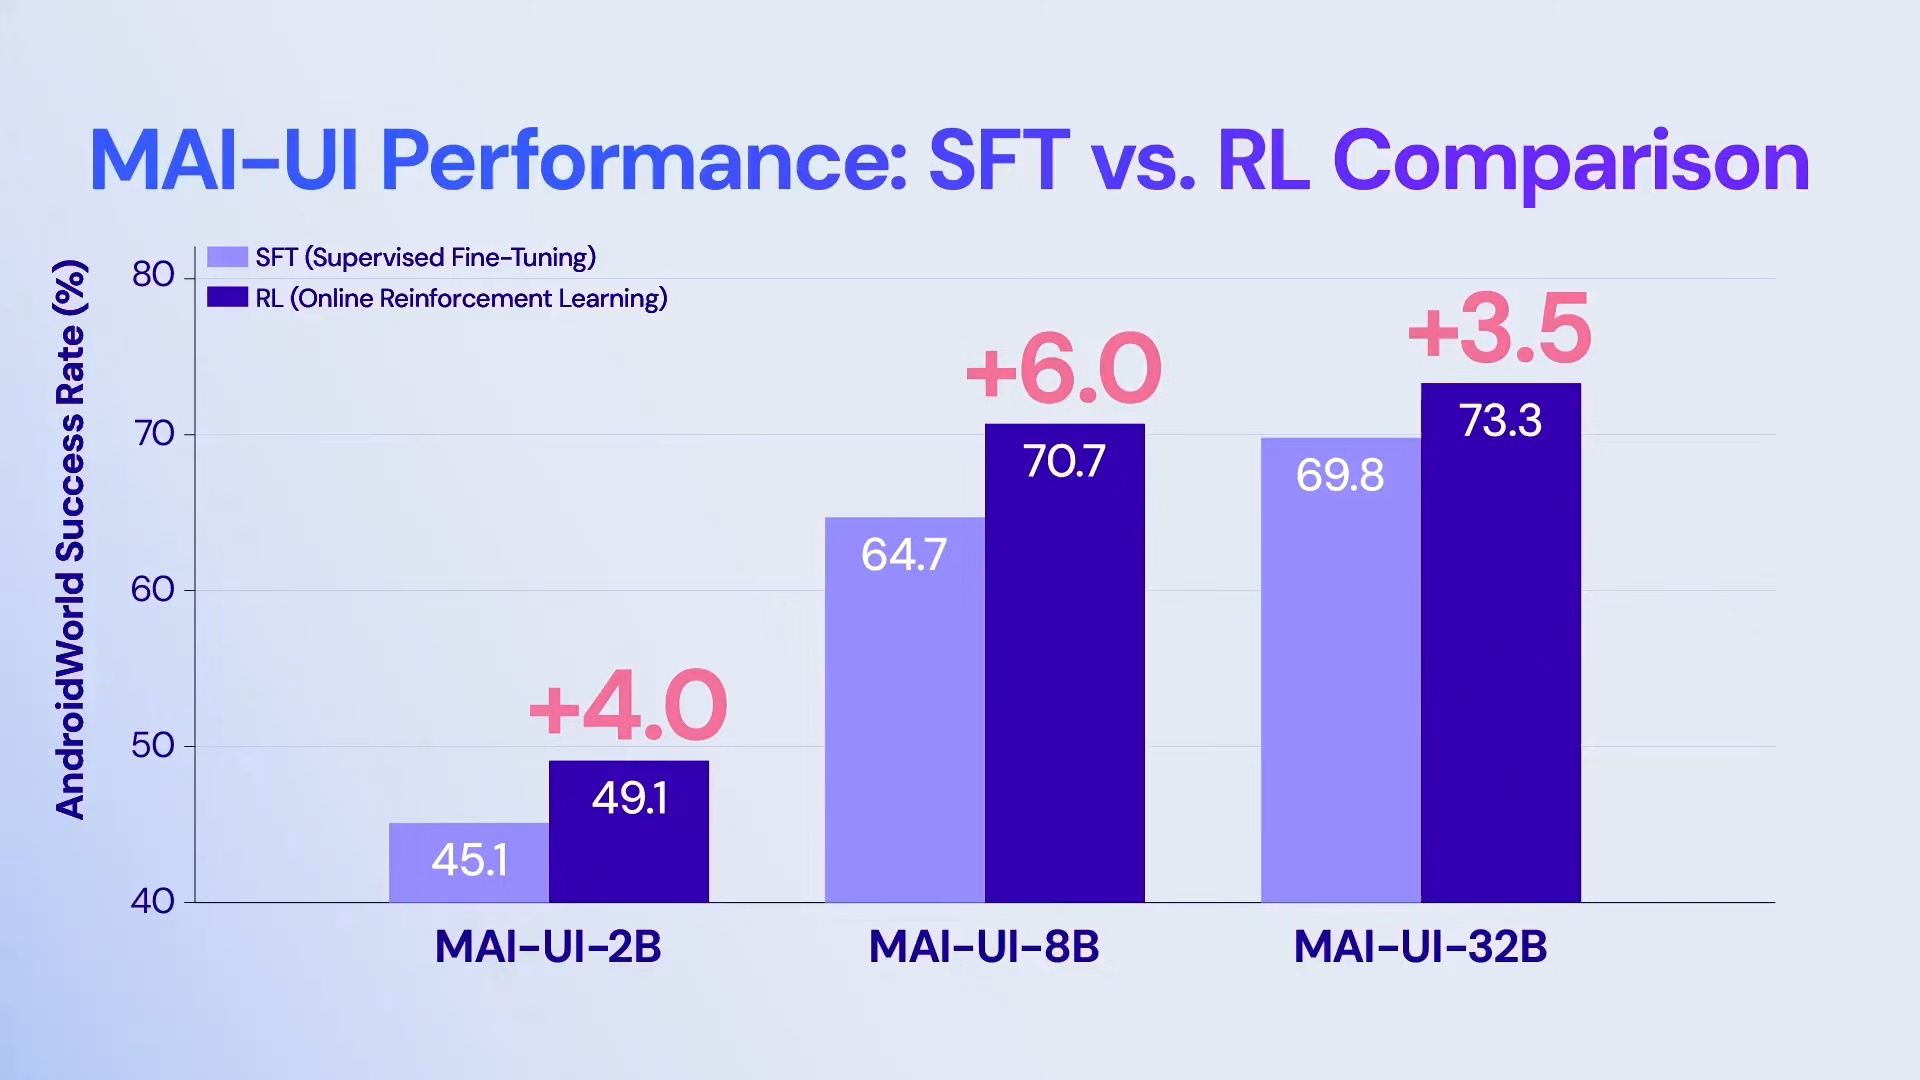 MAI-UI Performance: SFT vs. RL Comparison
SFT (Supervised Fine-Tuning)
RL (Online Reinforcement Learning)
AndroidWorld Success Rate (%)
80
70
60
50
40
+4.0
45.1
49.1
+6.0
64.7
70.7
+3.5
69.8
73.3
MAI-UI-2B
MAI-UI-8B
MAI-UI-32B